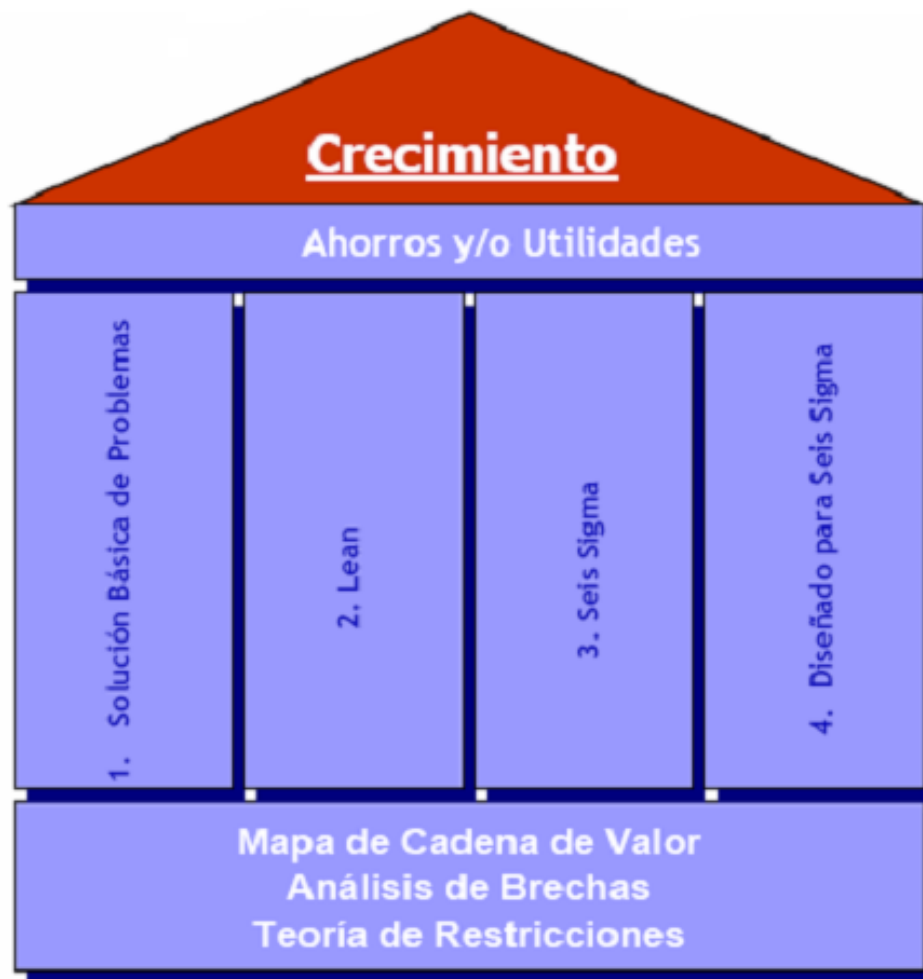 Crecimiento
Ahorros y/o Utilidades
1. Solución Básica de Problemas
2. Lean
3. Seis Sigma
4. Diseñado para Seis Sigma
Mapa de Cadena de Valor
Análisis de Brechas
Teoría de Restricciones